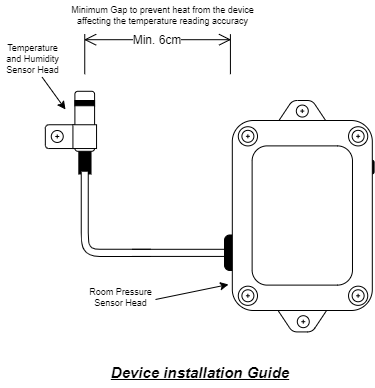 Minimum Gap to prevent heat from the device
affecting the temperature reading accuracy
Min. 6cm
Temperature
and Humidity
Sensor Head
Room Pressure
Sensor Head
Device installation Guide